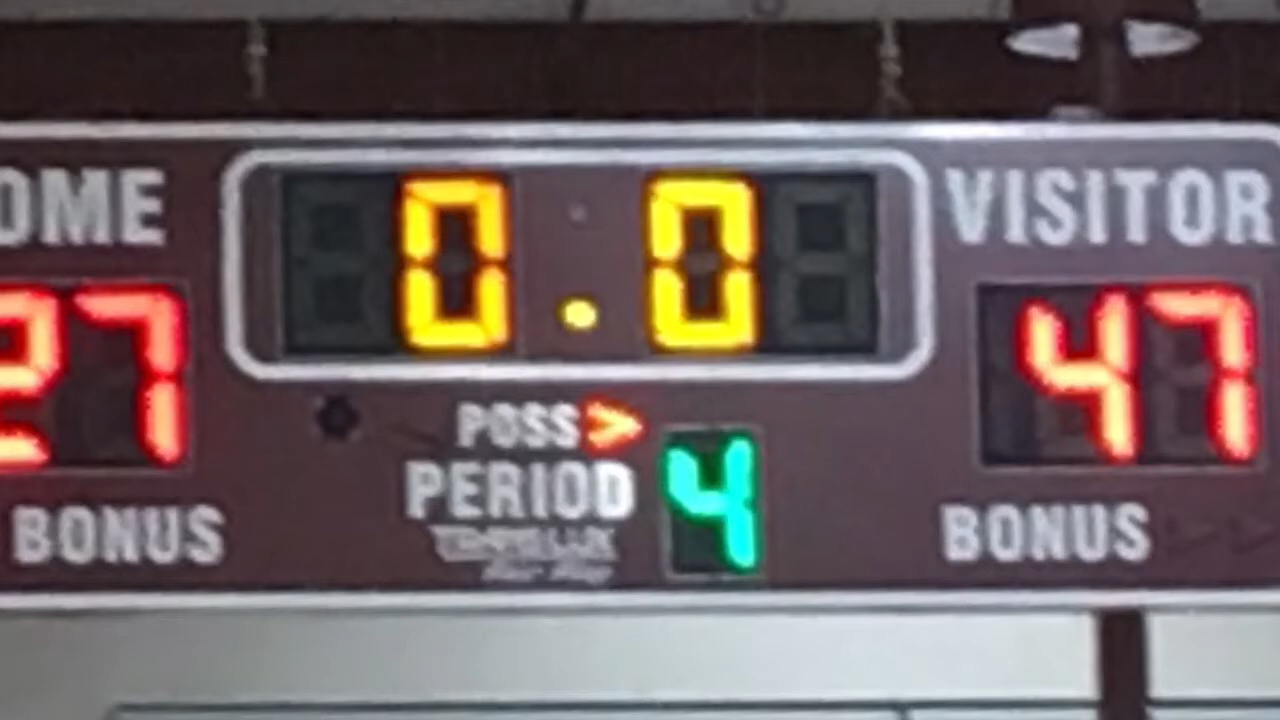 OME 0.0 VISITOR
27 47
POSS >
PERIOD 4
BONUS BONUS